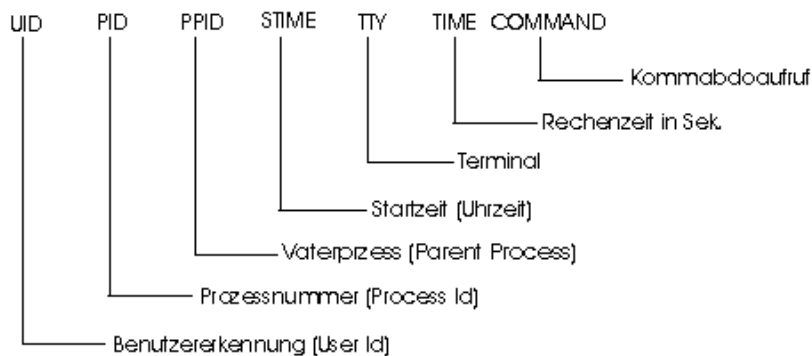 UID PID PPID STIME TTY TIME COMMAND
Kommabdoaufruf
Rechenzeit in Sek.
Terminal
Startzeit (Uhrzeit)
Vaterprzess (Parent Process)
Prozessnummer (Process Id)
Benutzererkennung (User Id)